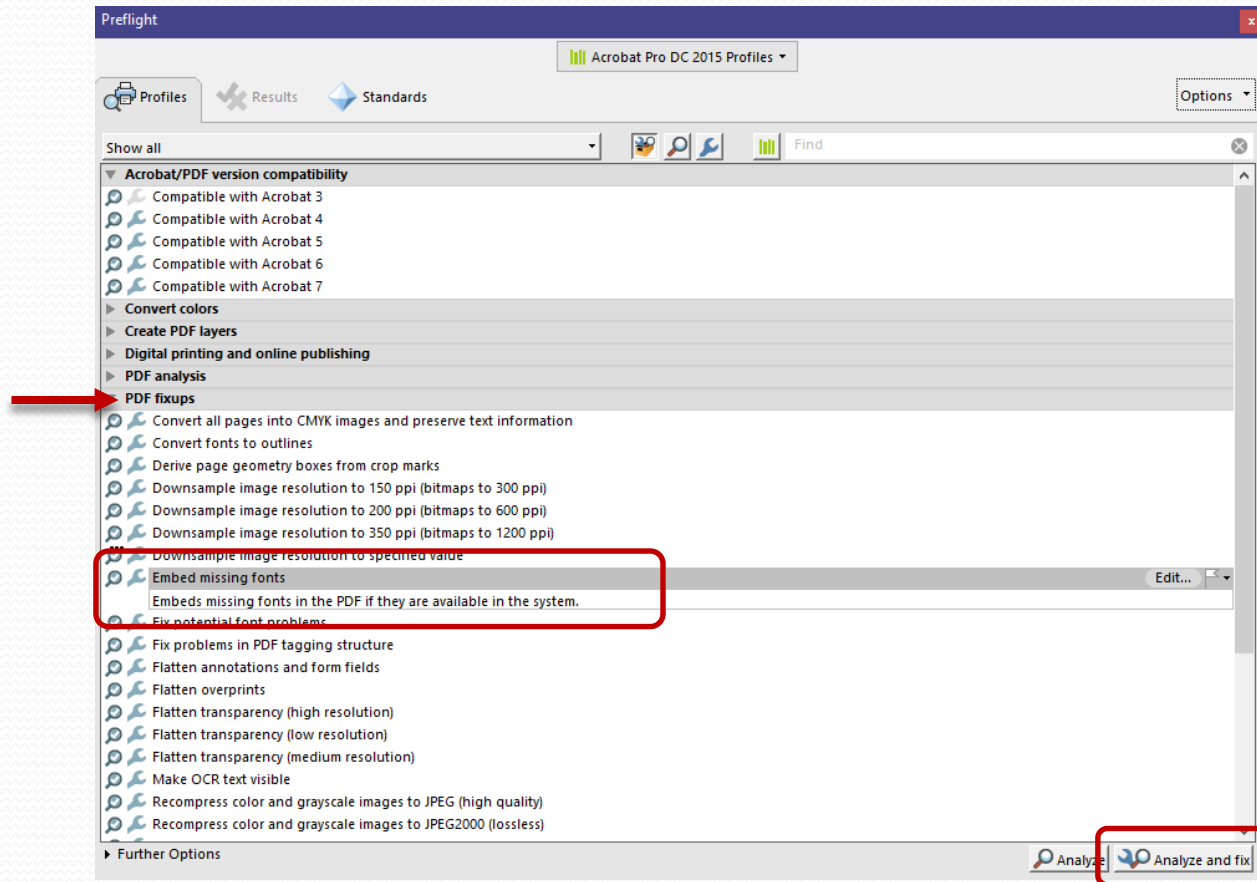 Preflight
x
Acrobat Pro DC 2015 Profiles
Profiles Results Standards Options
Show all Find
Acrobat/PDF version compatibility
Compatible with Acrobat 3
Compatible with Acrobat 4
Compatible with Acrobat 5
Compatible with Acrobat 6
Compatible with Acrobat 7
Convert colors
Create PDF layers
Digital printing and online publishing
PDF analysis
PDF fixups
Convert all pages into CMYK images and preserve text information
Convert fonts to outlines
Derive page geometry boxes from crop marks
Downsample image resolution to 150 ppi (bitmaps to 300 ppi)
Downsample image resolution to 200 ppi (bitmaps to 600 ppi)
Downsample image resolution to 350 ppi (bitmaps to 1200 ppi)
Downsample image resolution to specified value
Embed missing fonts Edit...
Embeds missing fonts in the PDF if they are available in the system.
Fix potential font problems
Fix problems in PDF tagging structure
Flatten annotations and form fields
Flatten overprints
Flatten transparency (high resolution)
Flatten transparency (low resolution)
Flatten transparency (medium resolution)
Make OCR text visible
Recompress color and grayscale images to JPEG (high quality)
Recompress color and grayscale images to JPEG2000 (lossless)
Further Options Analyze Analyze and fix